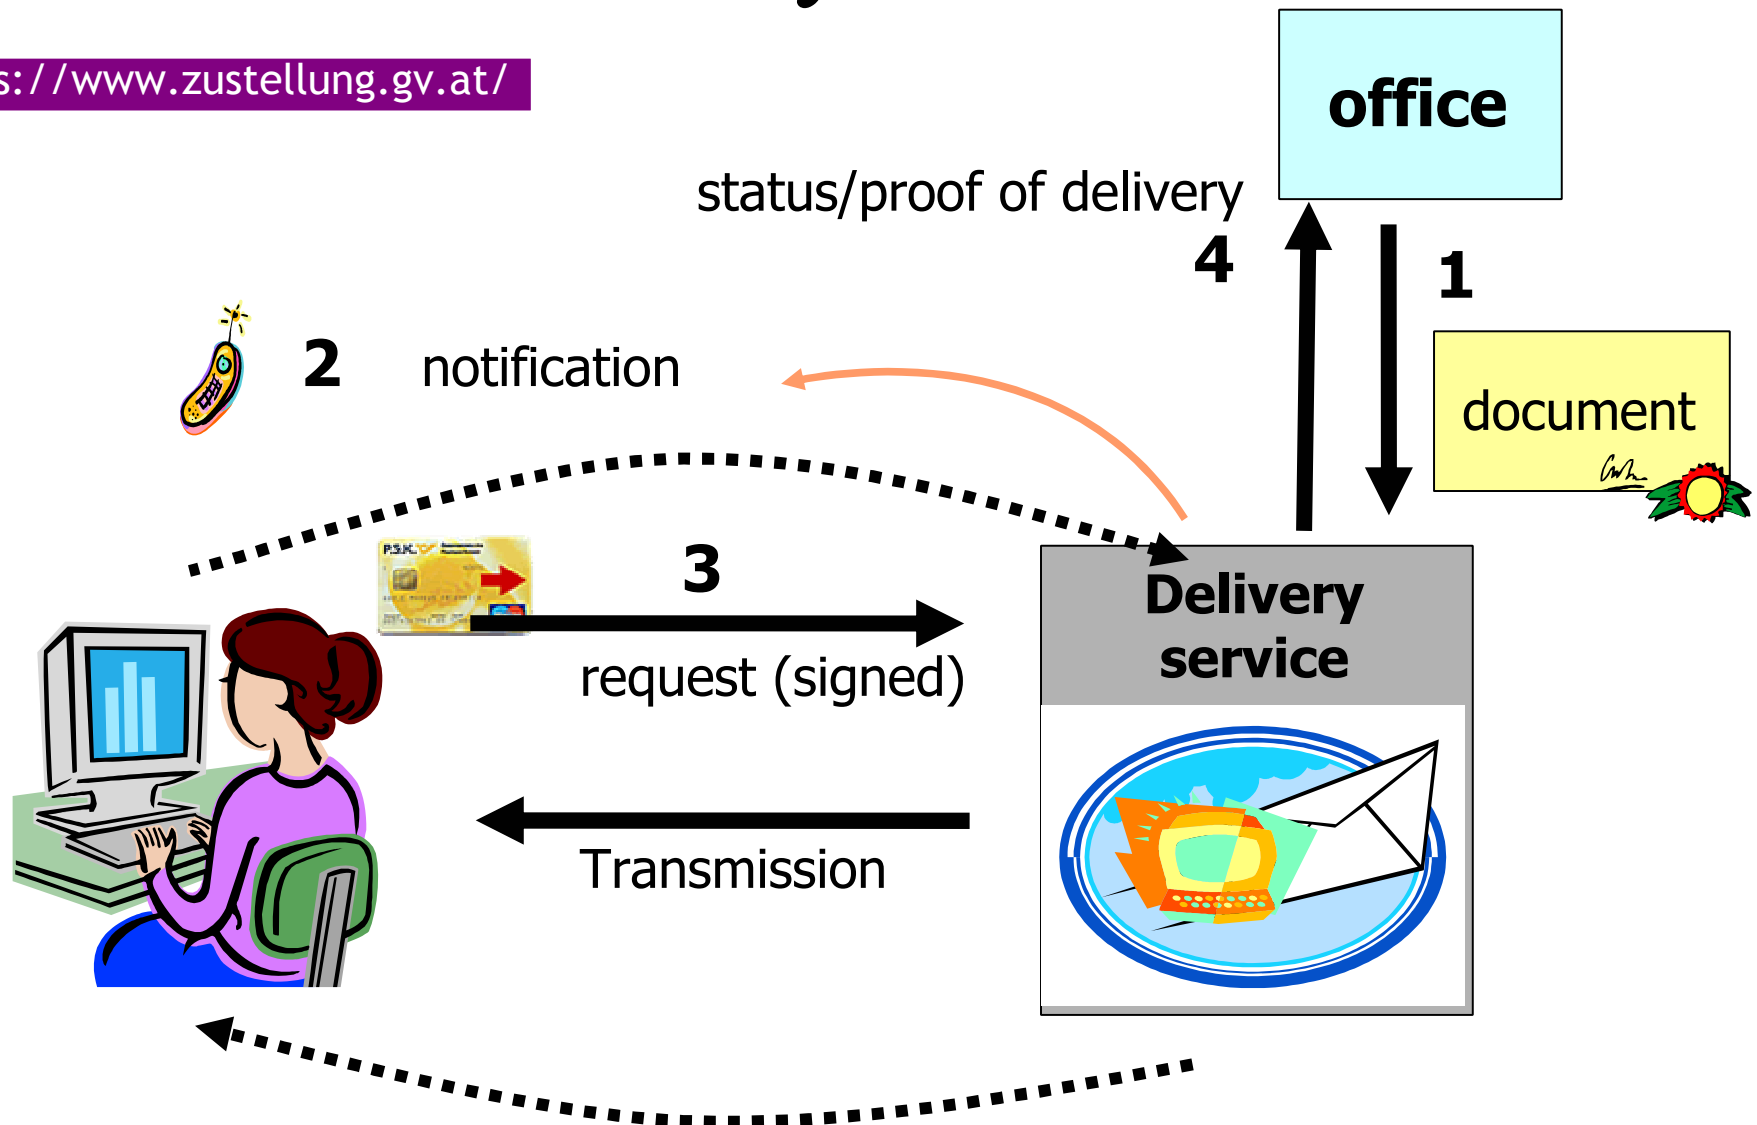 s://www.zustellung.gv.at/
office
status/proof of delivery
4
1
2 notification
document
P.S.K.
3
Delivery
service
request (signed)
Transmission